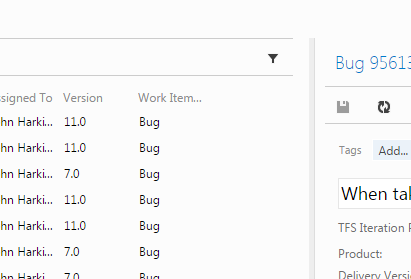 Bug 95613
ssigned To Version Work Item...
hn Harki... 11.0 Bug
hn Harki... 11.0 Bug
hn Harki... 7.0 Bug
hn Harki... 11.0 Bug
hn Harki... 11.0 Bug
hn Harki... 7.0 Bug
hn Harki... 7.0 Bug
Tags Add...
When tal
TFS Iteration P
Product:
Delivery Versio